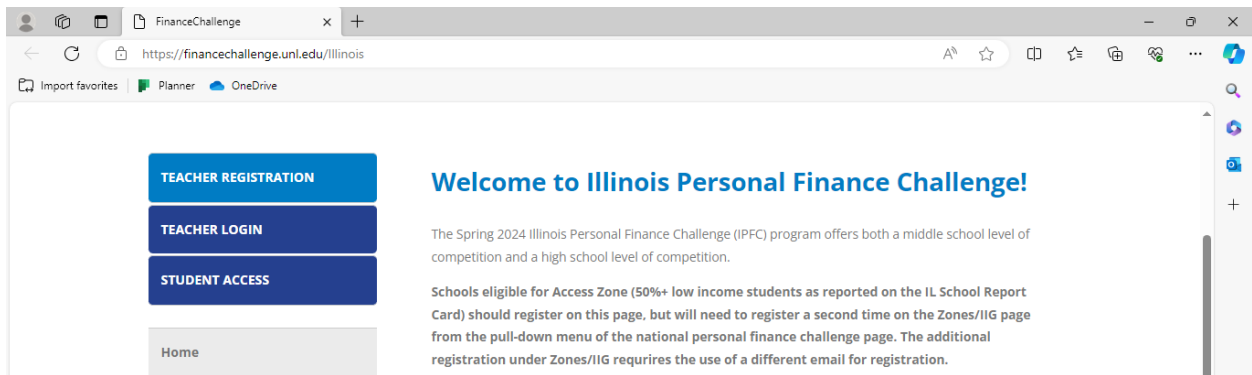 FinanceChallenge
https://financechallenge.unl.edu/Illinois
Import favorites Planner OneDrive
TEACHER REGISTRATION
TEACHER LOGIN
STUDENT ACCESS
Home
Welcome to Illinois Personal Finance Challenge!
The Spring 2024 Illinois Personal Finance Challenge (IPFC) program offers both a middle school level of
competition and a high school level of competition.
Schools eligible for Access Zone (50%+ low income students as reported on the IL School Report
Card) should register on this page, but will need to register a second time on the Zones/IIG page
from the pull-down menu of the national personal finance challenge page. The additional
registration under Zones/IIG requrires the use of a different email for registration.